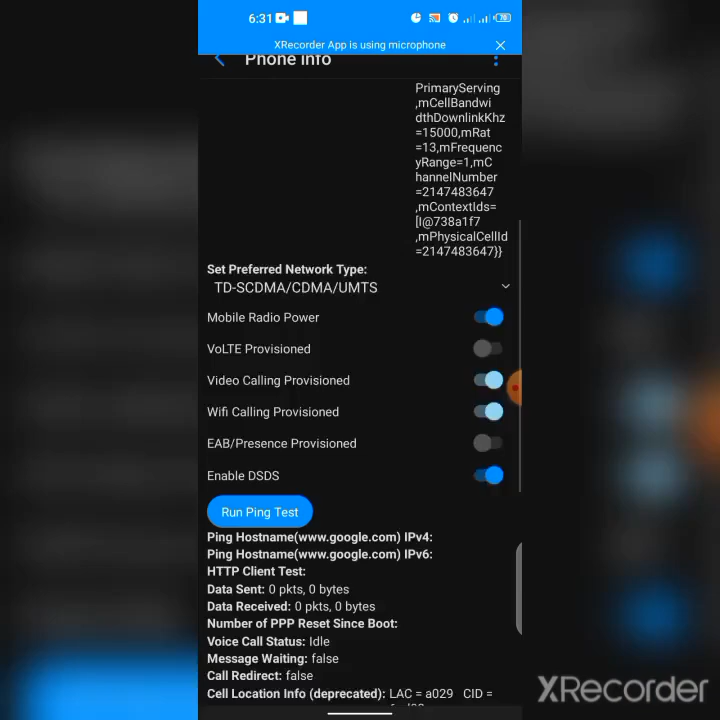 6:31
70
XRecorder App is using microphone
Phone info
PrimaryServing
,mCellBandwi
dthDownlinkKhz
=15000,mRat
=13,mFrequenc
yRange=1,mC
hannelNumber
=2147483647
,mContextIds=
[I@738a1f7
,mPhysicalCellId
=2147483647}}
Set Preferred Network Type:
TD-SCDMA/CDMA/UMTS
Mobile Radio Power
VoLTE Provisioned
Video Calling Provisioned
Wifi Calling Provisioned
EAB/Presence Provisioned
Enable DSDS
Run Ping Test
Ping Hostname(www.google.com) IPv4:
Ping Hostname(www.google.com) IPv6:
HTTP Client Test:
Data Sent: 0 pkts, 0 bytes
Data Received: 0 pkts, 0 bytes
Number of PPP Reset Since Boot:
Voice Call Status: Idle
Message Waiting: false
Call Redirect: false
Cell Location Info (deprecated): LAC = a029 CID =
XRecorder